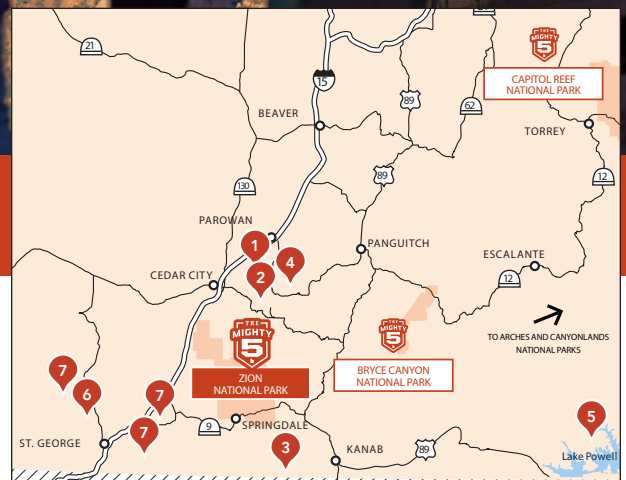 21
THE
MIGHTY
5
CAPITOL REEF
NATIONAL PARK
15
89
62
BEAVER
TORREY
89
12
130
PAROWAN
1
PANGUITCH
4
2
ESCALANTE
CEDAR CITY
12
TO ARCHES AND CANYONLANDS
NATIONAL PARKS
THE
MIGHTY
5
ZION
NATIONAL PARK
THE
MIGHTY
5
BRYCE CANYON
NATIONAL PARK
7
6
7
7
9
SPRINGDALE
5
ST. GEORGE
3
KANAB
89
Lake Powell